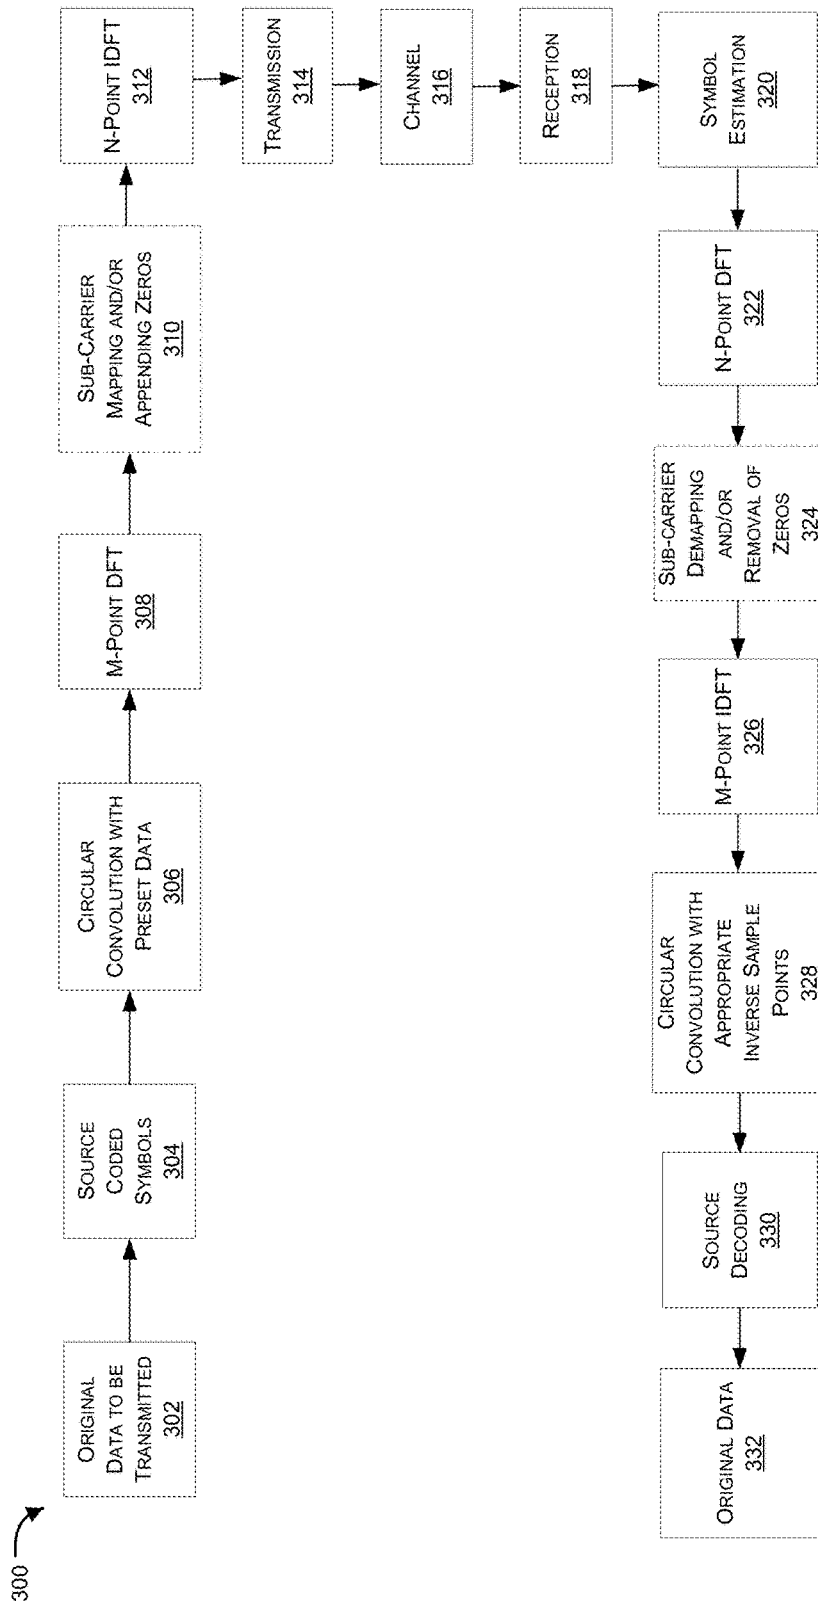 300
ORIGINAL
DATA TO BE
TRANSMITTED
302
SOURCE
CODED
SYMBOLS
304
CIRCULAR
CONVOLUTION WITH
PRESET DATA
306
M-POINT DFT
308
SUB-CARRIER
MAPPING AND/OR
APPENDING ZEROS
310
N-POINT IDFT
312
TRANSMISSION
314
CHANNEL
316
RECEPTION
318
SYMBOL
ESTIMATION
320
N-POINT DFT
322
SUB-CARRIER
DEMAPPING
AND/OR
REMOVAL OF
ZEROS
324
M-POINT IDFT
326
CIRCULAR
CONVOLUTION WITH
APPROPRIATE
INVERSE SAMPLE
POINTS
328
SOURCE
DECODING
330
ORIGINAL DATA
332